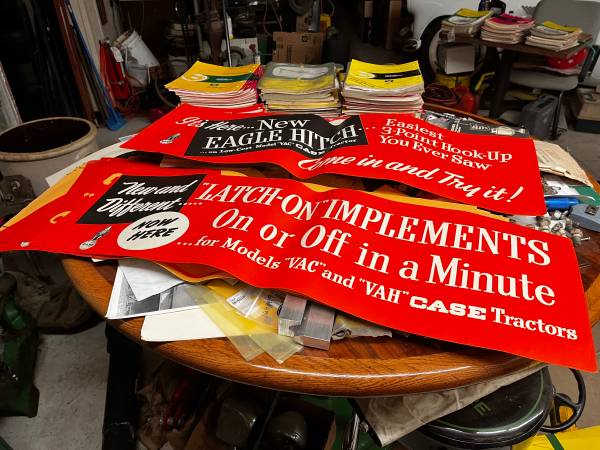 It's Here... New
EAGLE HITCH...
...on Low-Cost Model "VAC" CASE Tractor
Easiest
3-Point Hook-Up
You Ever Saw
Come in and Try it!
New and
Different....
NOW
HERE
"LATCH-ON" IMPLEMENTS
On or Off in a Minute
...for Models "VAC" and "VAH" CASE Tractors